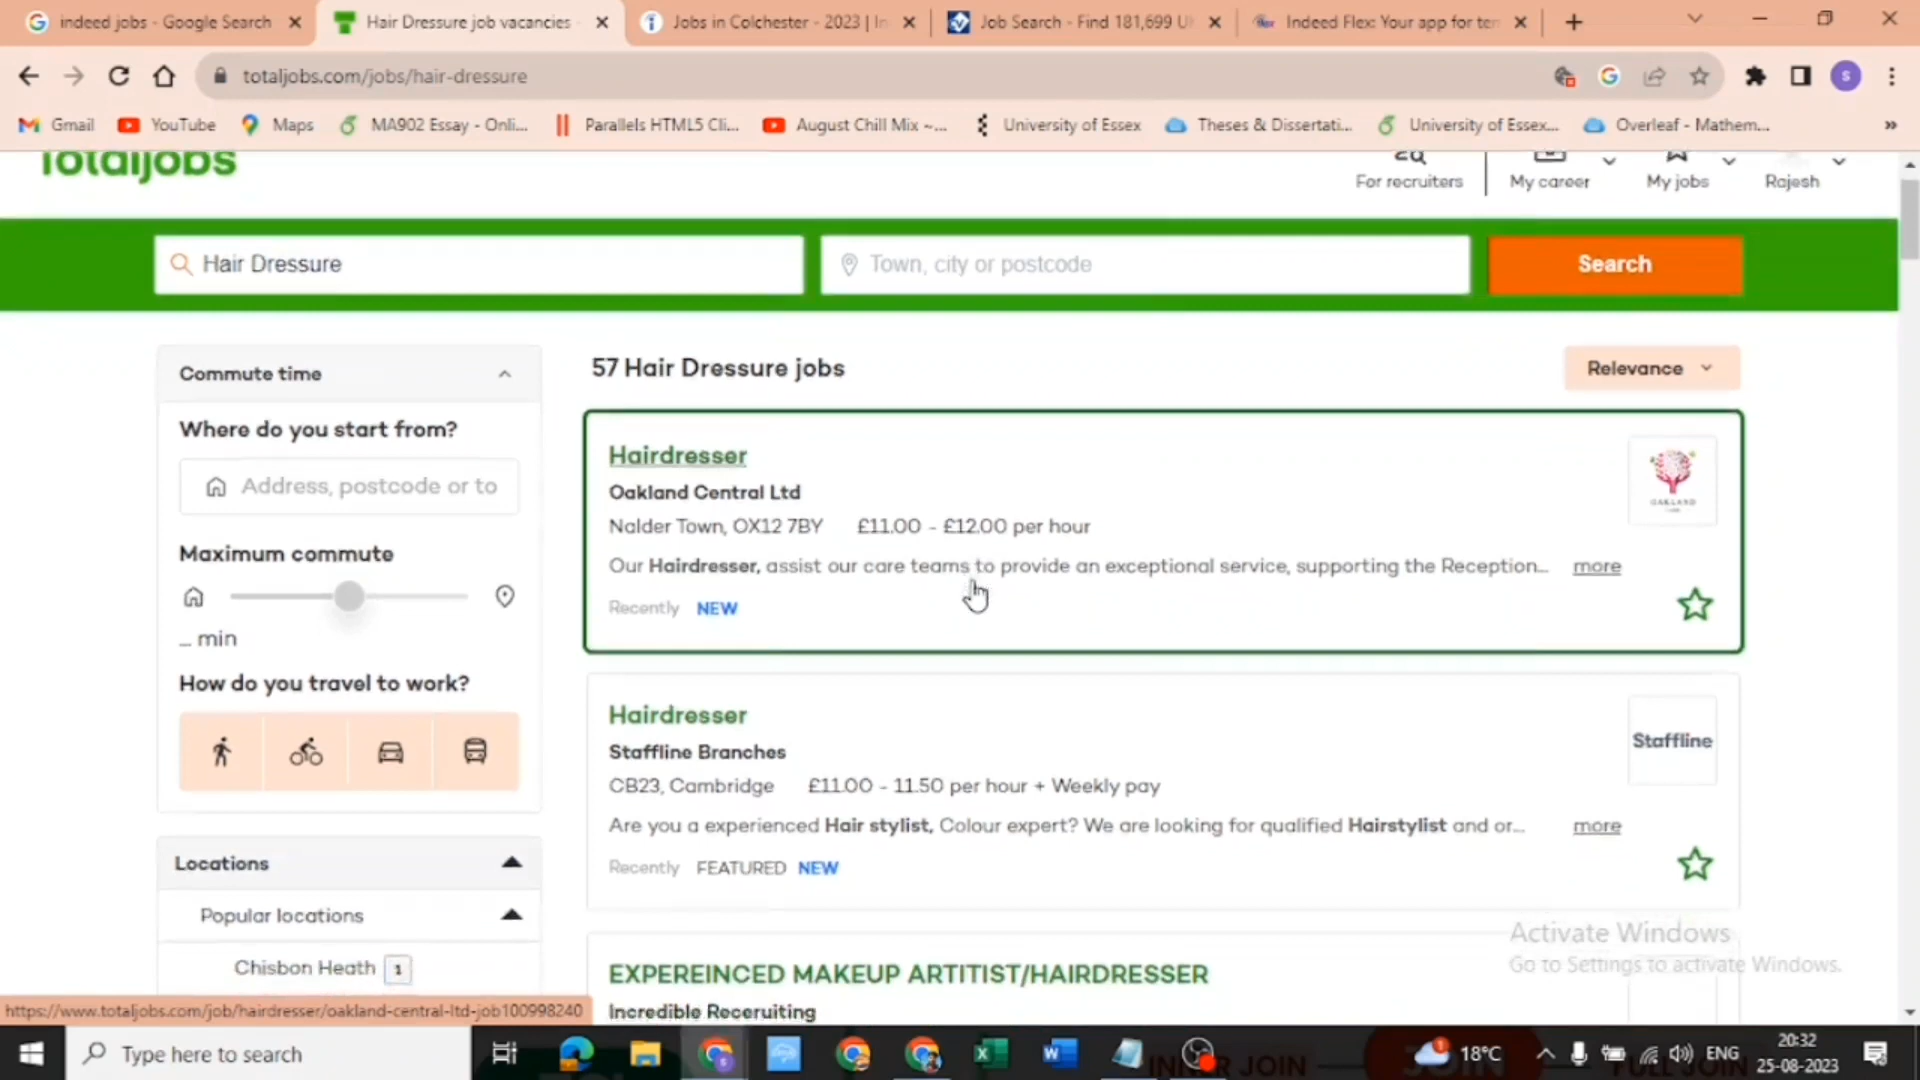 indeed jobs - Google Search
Hair Dressure job vacancies -
Jobs in Colchester - 2023 | In
Job Search - Find 181,699 U
Indeed Flex: Your app for ten
totaljobs.com/jobs/hair-dressure
S
Gmail
YouTube
Maps
MA902 Essay - Onli...
Parallels HTML5 Cli...
August Chill Mix ~...
University of Essex
Theses & Dissertati...
University of Essex...
Overleaf - Mathem...
»
Totaljobs
For recruiters
My career
My jobs
Rajesh
Hair Dressure
Town, city or postcode
Search
Commute time
Where do you start from?
Address, postcode or to
Maximum commute
_ min
How do you travel to work?
Locations
Popular locations
Chisbon Heath 1
57 Hair Dressure jobs
Relevance
Hairdresser
Oakland Central Ltd
Nalder Town, OX12 7BY £11.00 - £12.00 per hour
Our Hairdresser, assist our care teams to provide an exceptional service, supporting the Reception... more
Recently NEW
OAKLAND
Hairdresser
Staffline Branches
CB23, Cambridge £11.00 - 11.50 per hour + Weekly pay
Are you a experienced Hair stylist, Colour expert? We are looking for qualified Hairstylist and or... more
Recently FEATURED NEW
Staffline
EXPEREINCED MAKEUP ARTITIST/HAIRDRESSER
Incredible Recruiting
Activate Windows
Go to Settings to activate Windows.
https://www.totaljobs.com/job/hairdresser/oakland-central-ltd-job100998240
Type here to search
18°C
ENG
20:32
25-08-2023